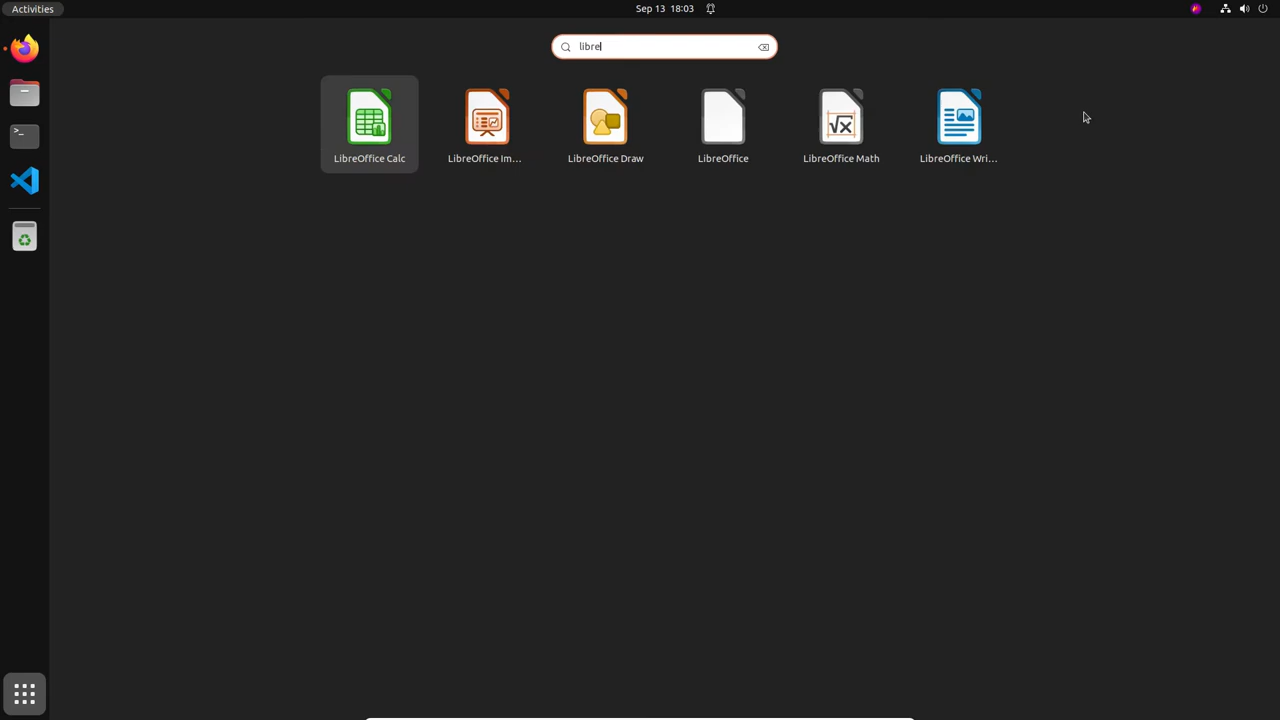 Activities
Sep 13 18:03
libre
LibreOffice Calc
LibreOffice Im...
LibreOffice Draw
LibreOffice
LibreOffice Math
LibreOffice Wri...